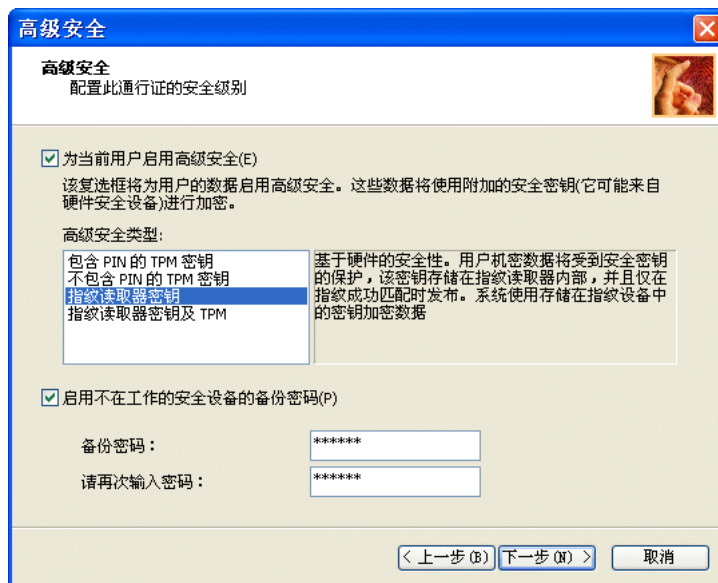 高级安全
高级安全
配置此通行证的安全级别
为当前用户启用高级安全(E)
该复选框将为用户的数据启用高级安全。这些数据将使用附加的安全密钥(它可能来自
硬件安全设备)进行加密。
高级安全类型:
包含 PIN 的 TPM 密钥
不包含 PIN 的 TPM 密钥
指纹读取器密钥
指纹读取器密钥及 TPM
基于硬件的安全性。用户机密数据将受到安全密钥
的保护，该密钥存储在指纹读取器内部，并且仅在
指纹成功匹配时发布。系统使用存储在指纹设备中
的密钥加密数据
启用不在工作的安全设备的备份密码(P)
备份密码：
******
请再次输入密码：
******
< 上一步(B)
下一步(N) >
取消